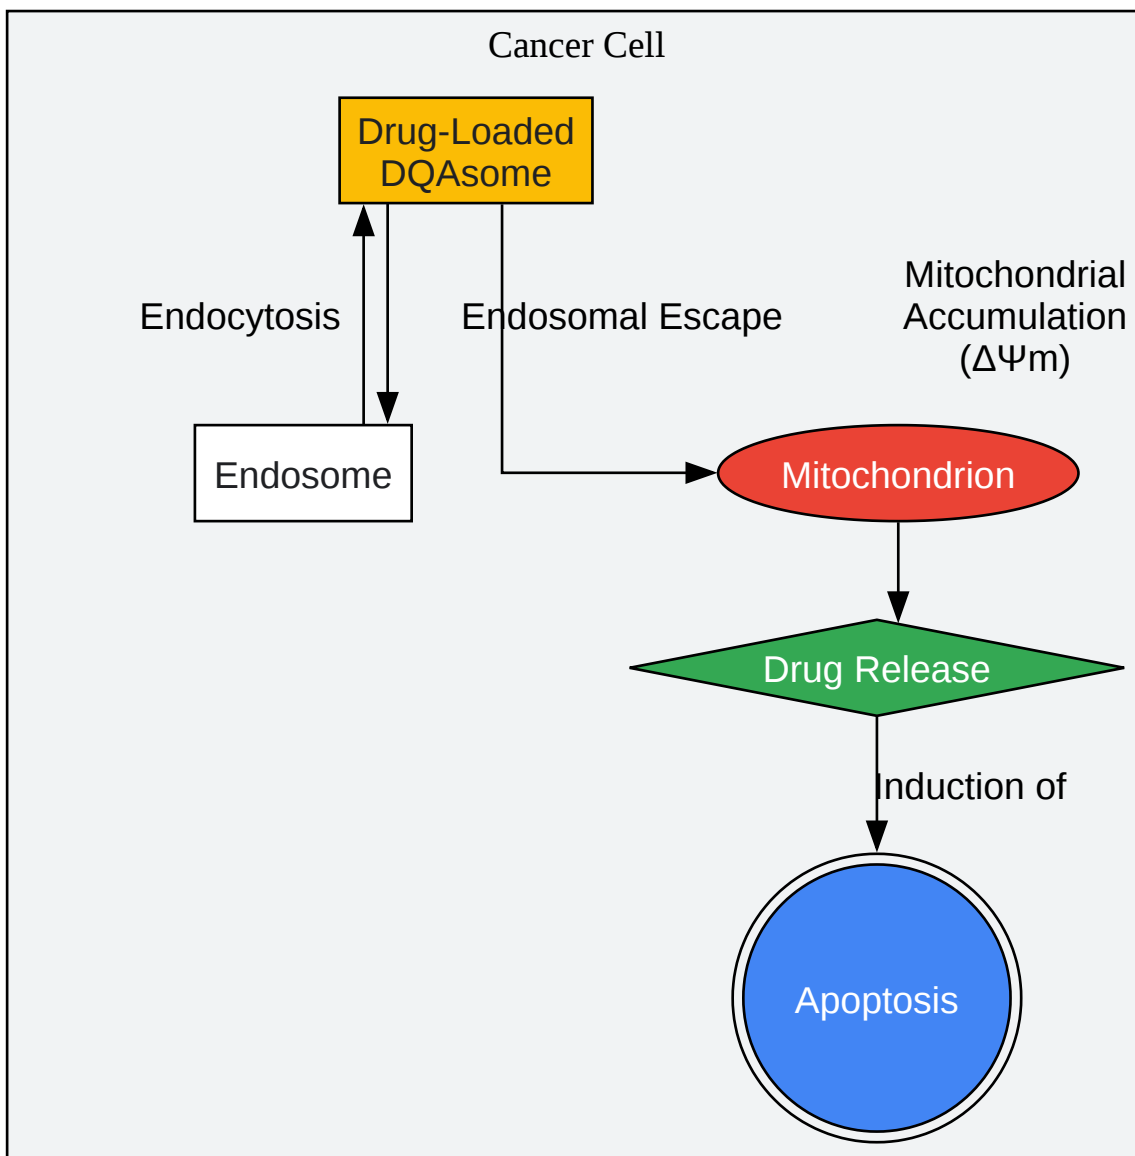 Cancer Cell
Drug-Loaded
DQAsome
Endocytosis
Endosomal Escape
Mitochondrial
Accumulation
(ΔΨm)
Endosome
Mitochondrion
Drug Release
Induction of
Apoptosis